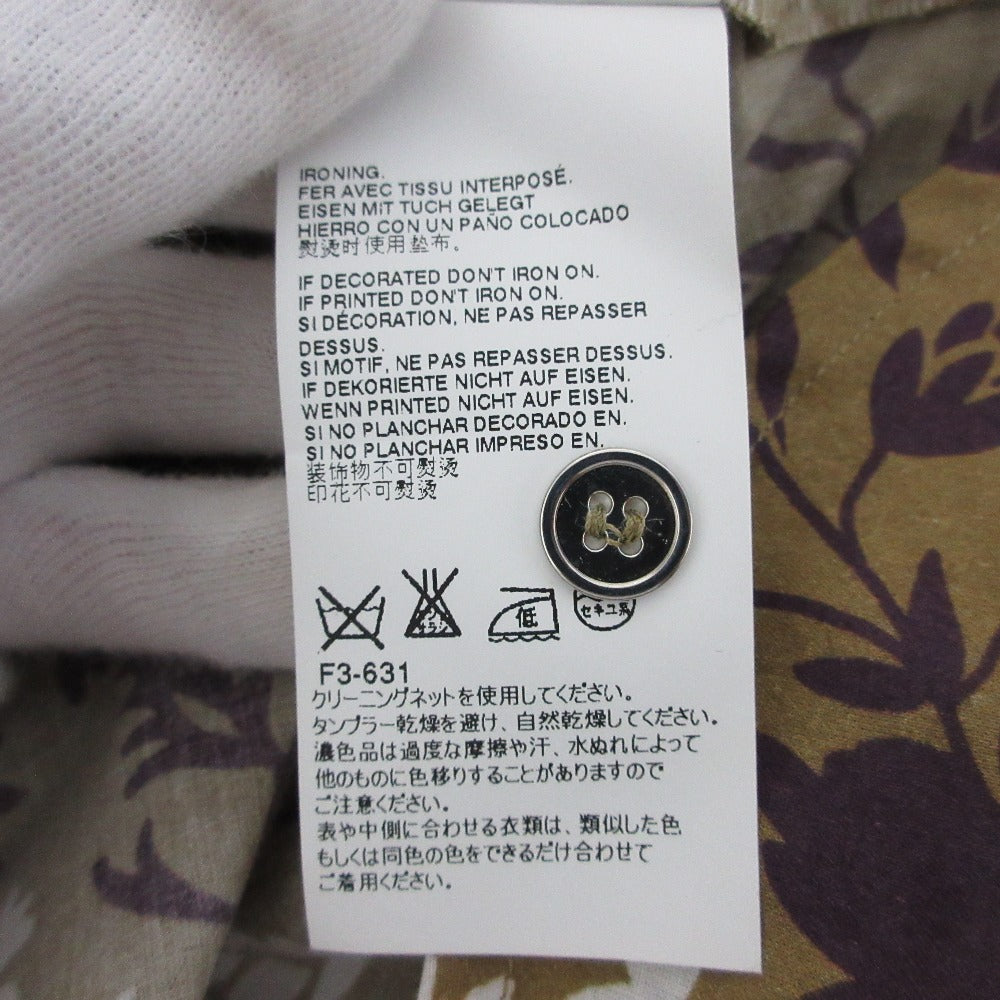 IRONING.
FER AVEC TISSU INTERPOSÉ.
EISEN MIT TUCH GELEGT
HIERRO CON UN PAÑO COLOCADO
熨烫时使用垫布。
IF DECORATED DON'T IRON ON.
IF PRINTED DON'T IRON ON.
SI DÉCORATION, NE PAS REPASSER
DESSUS.
SI MOTIF, NE PAS REPASSER DESSUS.
IF DEKORIERTE NICHT AUF EISEN.
WENN PRINTED NICHT AUF EISEN.
SI NO PLANCHAR DECORADO EN.
SI NO PLANCHAR IMPRESO EN.
装饰物不可熨烫
印花不可熨烫
低 セキユ系
F3-631
クリーニングネットを使用してください。
タンブラー乾燥を避け、自然乾燥してください。
濃色品は過度な摩擦や汗、水ぬれによって
他のものに色移りすることがありますので
ご注意ください。
表や中側に合わせる衣類は、類似した色
もしくは同色の色をできるだけ合わせて
ご着用ください。